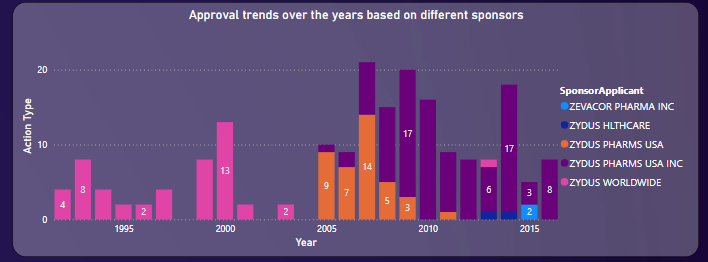 Approval trends over the years based on different sponsors
20
10
0
Action Type
4
8
2
13
2
9
7
14
5
17
3
6
17
3
2
8
1995
2000
2005
2010
2015
Year
SponsorApplicant
ZEVACOR PHARMA INC
ZYDUS HLTHCARE
ZYDUS PHARMS USA
ZYDUS PHARMS USA INC
ZYDUS WORLDWIDE